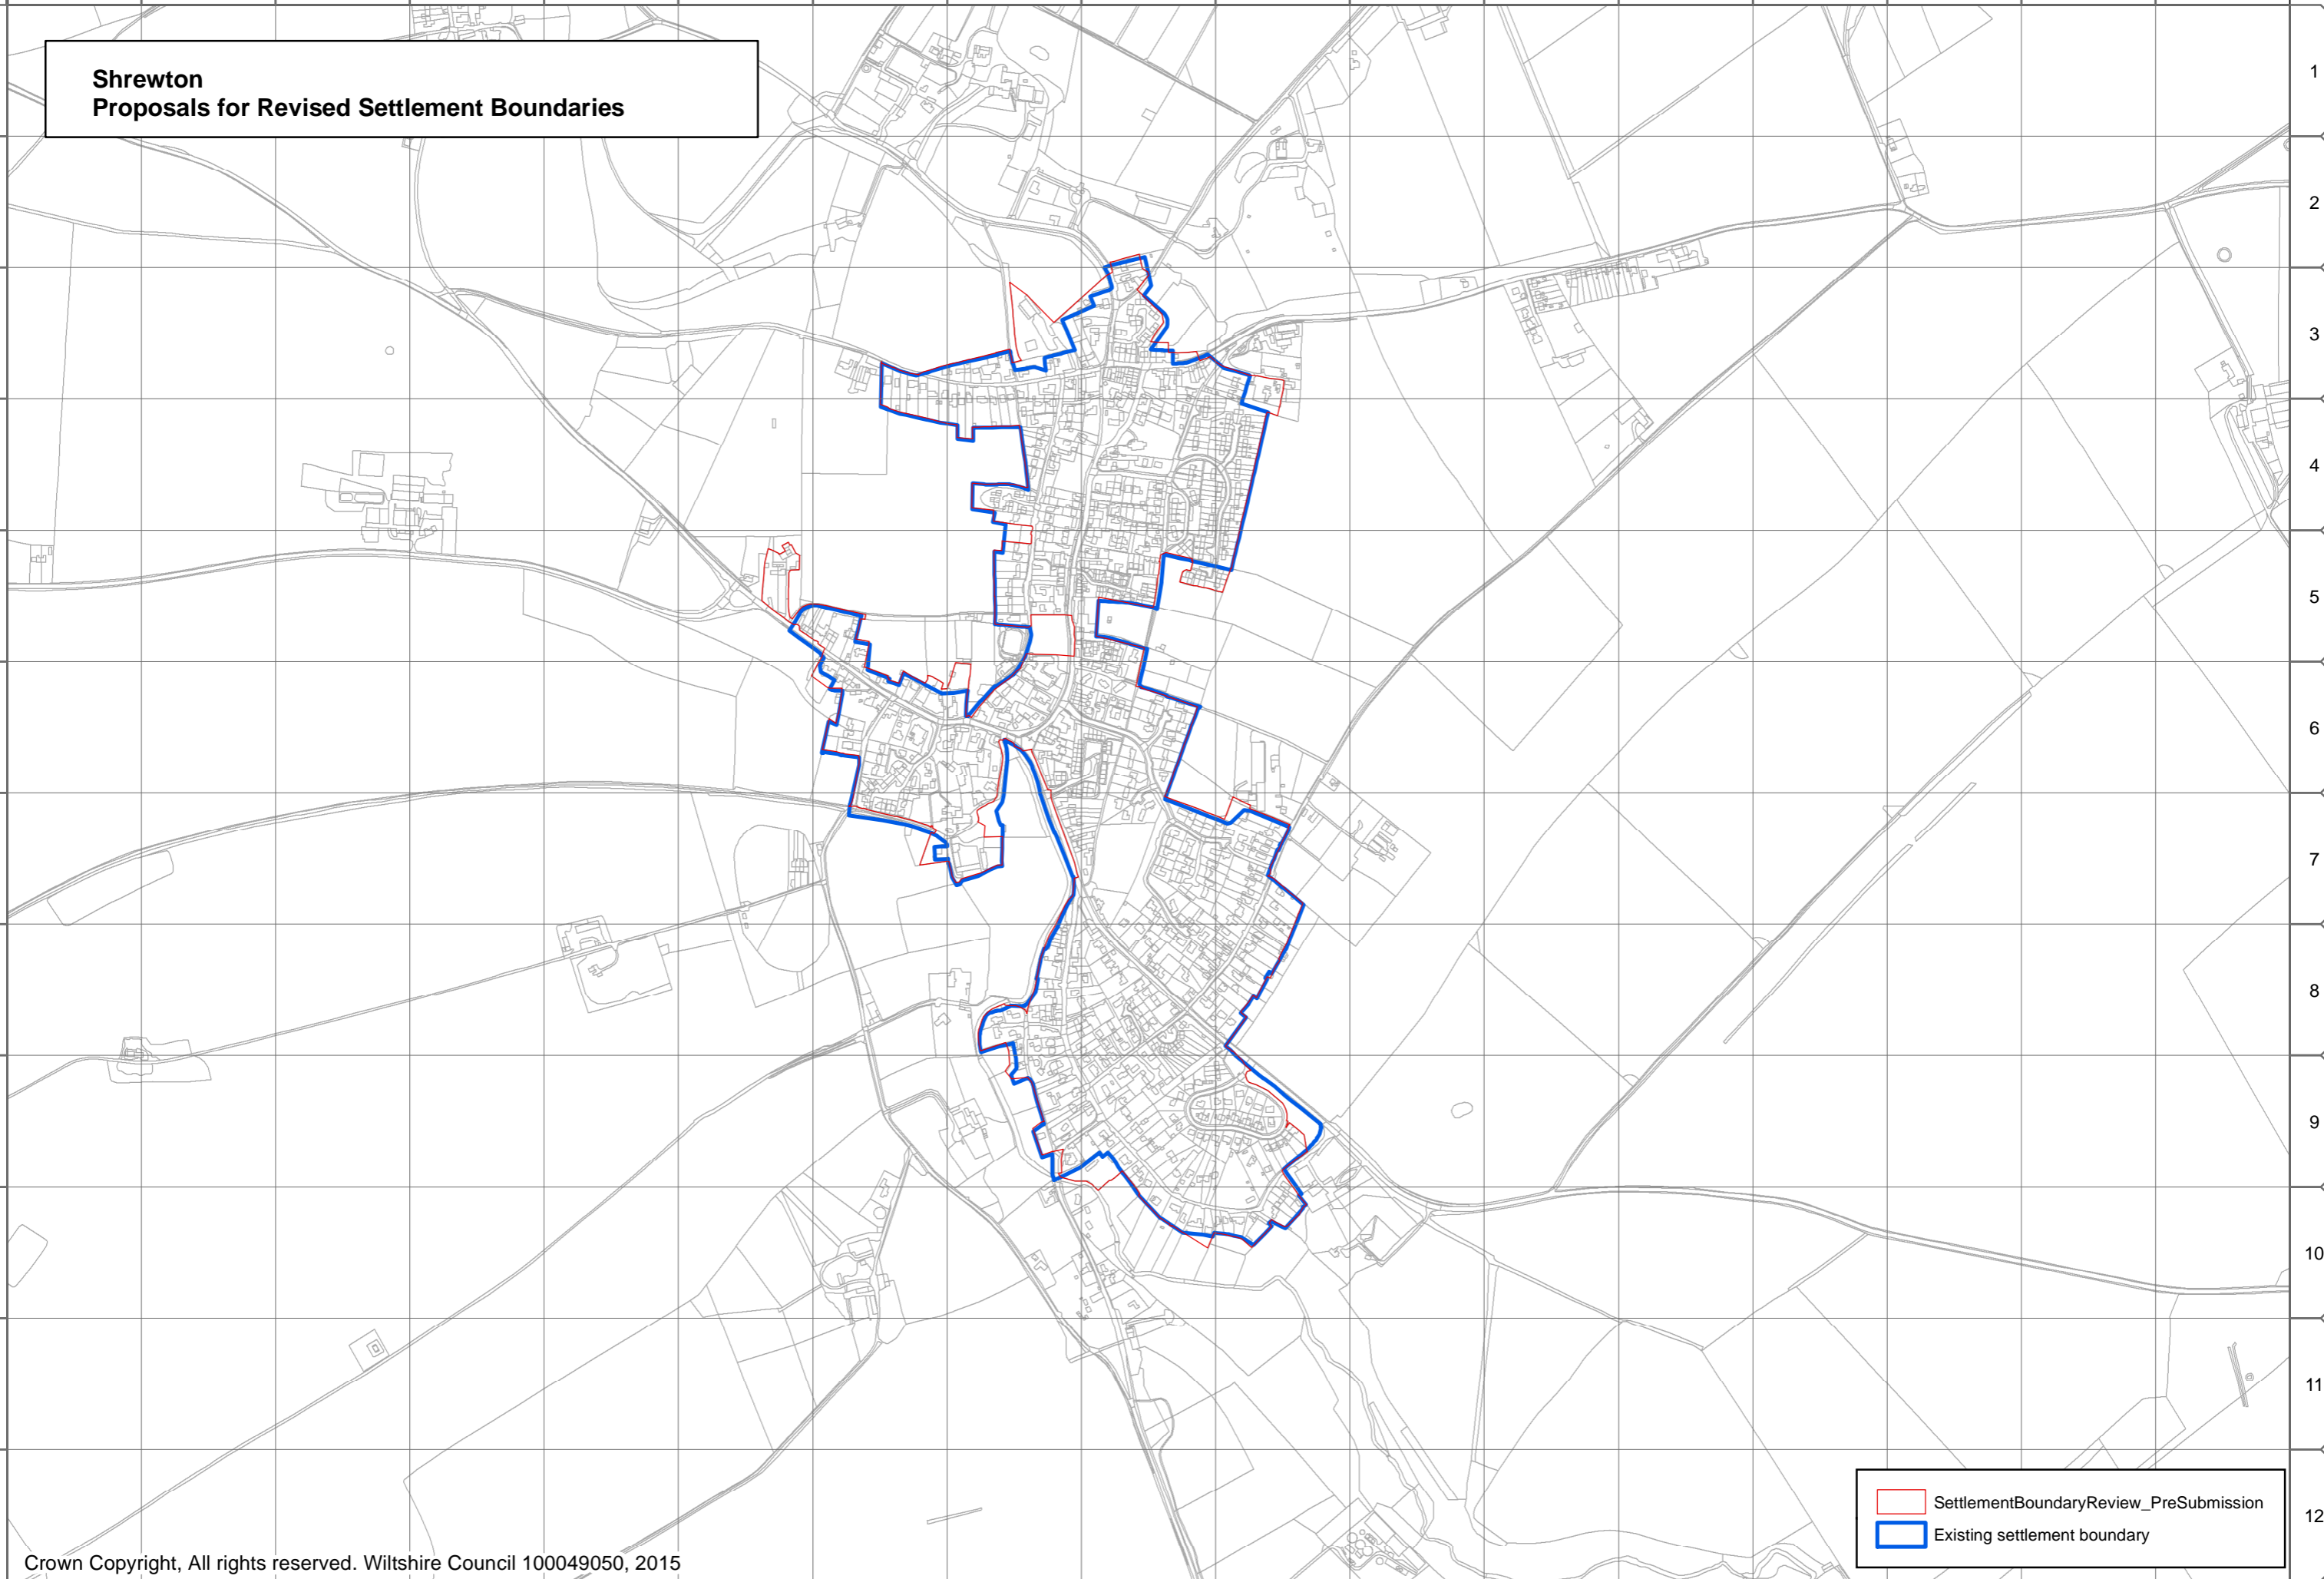 Shrewton
Proposals for Revised Settlement Boundaries
1
2
3
4
5
6
7
8
9
10
11
12
SettlementBoundaryReview_PreSubmission
Existing settlement boundary
Crown Copyright, All rights reserved. Wiltshire Council 100049050, 2015